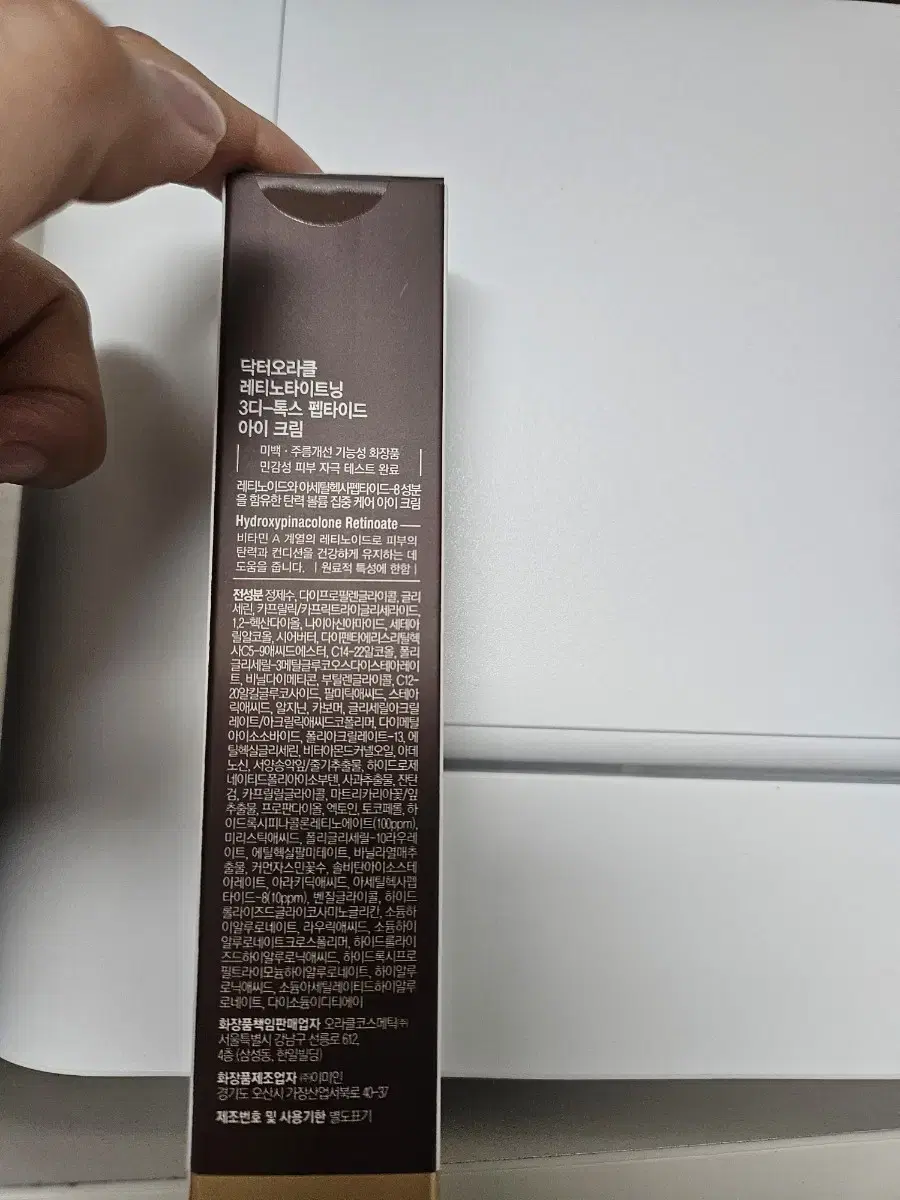 닥터오라클
레티노타이트닝
3디-톡스 펩타이드
아이 크림
미백 · 주름개선 기능성 화장품
민감성 피부 자극 테스트 완료
레티노이드와 아세틸헥사펩타이드-8 성분
을 함유한 탄력 볼륨 집중 케어 아이 크림
Hydroxypinacolone Retinoate
비타민 A 계열의 레티노이드로 피부의
탄력과 컨디션을 건강하게 유지하는 데
도움을 줍니다. | 원료적 특성에 한함 |
전성분 정제수, 다이프로필렌글라이콜, 글리
세린, 카프릴릭/카프릭트라이글리세라이드,
1,2-헥산다이올, 나이아신아마이드, 세테아
릴알코올, 시어버터, 다이펜타에리스리틸헥
사C5-9애씨드에스터, C14-22알코올, 폴리
글리세릴-3메틸글루코오스다이스테아레이
트, 비닐다이메티콘, 부틸렌글라이콜, C12-
20알킬글루코사이드, 팔미틱애씨드, 스테아
릭애씨드, 알지닌, 카보머, 글리세릴아크릴
레이트/아크릴릭애씨드코폴리머, 다이메틸
아이소소바이드, 폴리아크릴레이트-13, 에
틸헥실글리세린, 비터아몬드커넬오일, 아데
노신, 서양송악잎/줄기추출물, 하이드로제
네이티드폴리아이소부텐, 사과추출물, 잔탄
검, 카프릴릴글라이콜, 마트리카리아꽃/잎
추출물, 프로판다이올, 엑토인, 토코페롤, 하
이드록시피나콜론레티노에이트(100ppm),
미리스틱애씨드, 폴리글리세릴-10라우레
이트, 에틸헥실팔미테이트, 바닐라열매추
출물, 커먼자스민꽃수, 솔비탄아이소스테
아레이트, 아라키딕애씨드, 아세틸헥사펩
타이드-8(10ppm), 벤질글라이콜, 하이드
롤라이즈드글라이코사미노글리칸, 소듐하
이알루로네이트, 라우릭애씨드, 소듐하이
알루로네이트크로스폴리머, 하이드롤라이
즈드하이알루로닉애씨드, 하이드록시프로
필트라이모늄하이알루로네이트, 하이알루
로닉애씨드, 소듐아세틸레이티드하이알루
로네이트, 다이소듐이디티에이
화장품책임판매업자 오라클코스메틱㈜
서울특별시 강남구 선릉로 612,
4층 (삼성동, 한일빌딩)
화장품제조업자 ㈜이미인
경기도 오산시 가장산업서북로 40-37
제조번호 및 사용기한 별도표기